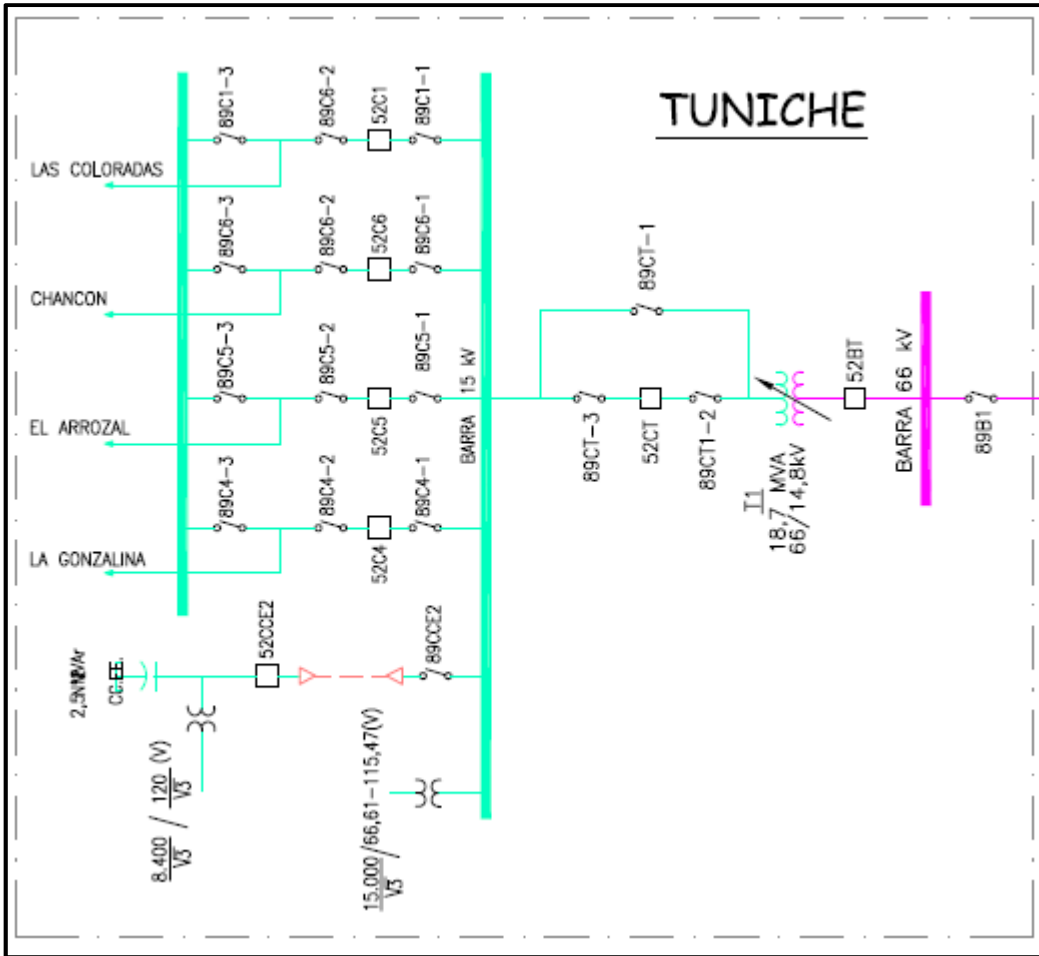 TUNICHE
LAS COLORADAS
89C1-3
89C6-2
52C1
89C1-1
CHANCON
89C6-3
89C6-2
52C6
89C6-1
EL ARROZAL
89C5-3
89C5-2
52C5
89C5-1
LA GONZALINA
89C4-3
89C4-2
52C4
89C4-1
BARRA 15 kV
89CT-1
89CT-3
52CT
89CT1-2
T1
18,7 MVA
66/14,8kV
52BT
BARRA 66 kV
89B1
CC.EE.
52CCE2
89CCE2
8.400/V3 / 120/V3 (V)
15.000/V3 /66,61-115,47(V)